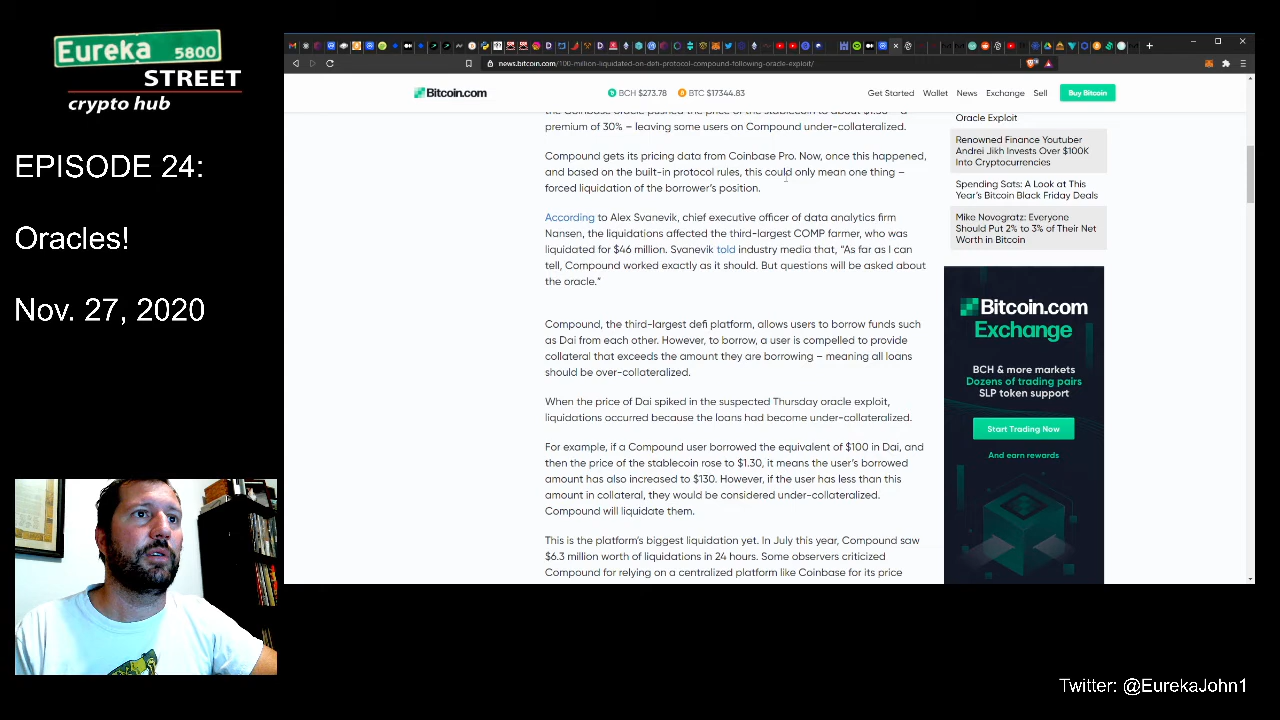 Eureka 5800
STREET
crypto hub
EPISODE 24:
Oracles!
Nov. 27, 2020
news.bitcoin.com/100-million-liquidated-on-defi-protocol-compound-following-oracle-exploit/
Bitcoin.com
BCH $273.78
BTC $17344.83
Get Started
Wallet
News
Exchange
Sell
Buy Bitcoin
premium of 30% – leaving some users on Compound under-collateralized.
Compound gets its pricing data from Coinbase Pro. Now, once this happened,
and based on the built-in protocol rules, this could only mean one thing –
forced liquidation of the borrower's position.
According to Alex Svanevik, chief executive officer of data analytics firm
Nansen, the liquidations affected the third-largest COMP farmer, who was
liquidated for $46 million. Svanevik told industry media that, “As far as I can
tell, Compound worked exactly as it should. But questions will be asked about
the oracle.”
Compound, the third-largest defi platform, allows users to borrow funds such
as Dai from each other. However, to borrow, a user is compelled to provide
collateral that exceeds the amount they are borrowing – meaning all loans
should be over-collateralized.
When the price of Dai spiked in the suspected Thursday oracle exploit,
liquidations occurred because the loans had become under-collateralized.
For example, if a Compound user borrowed the equivalent of $100 in Dai, and
then the price of the stablecoin rose to $1.30, it means the user's borrowed
amount has also increased to $130. However, if the user has less than this
amount in collateral, they would be considered under-collateralized.
Compound will liquidate them.
This is the platform's biggest liquidation yet. In July this year, Compound saw
$6.3 million worth of liquidations in 24 hours. Some observers criticized
Compound for relying on a centralized platform like Coinbase for its price
Oracle Exploit
Renowned Finance Youtuber
Andrei Jikh Invests Over $100K
Into Cryptocurrencies
Spending Sats: A Look at This
Year's Bitcoin Black Friday Deals
Mike Novogratz: Everyone
Should Put 2% to 3% of Their Net
Worth in Bitcoin
Bitcoin.com
Exchange
BCH & more markets
Dozens of trading pairs
SLP token support
Start Trading Now
And earn rewards
Twitter: @EurekaJohn1